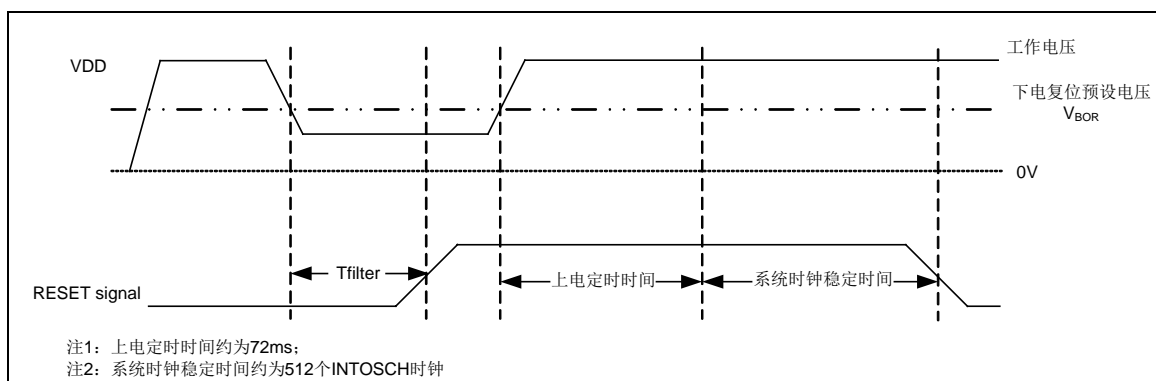 VDD
工作电压
下电复位预设电压
VBOR
0V
Tfilter
上电定时时间
系统时钟稳定时间
RESET signal
注1：上电定时时间约为72ms；
注2：系统时钟稳定时间约为512个INTOSCH时钟